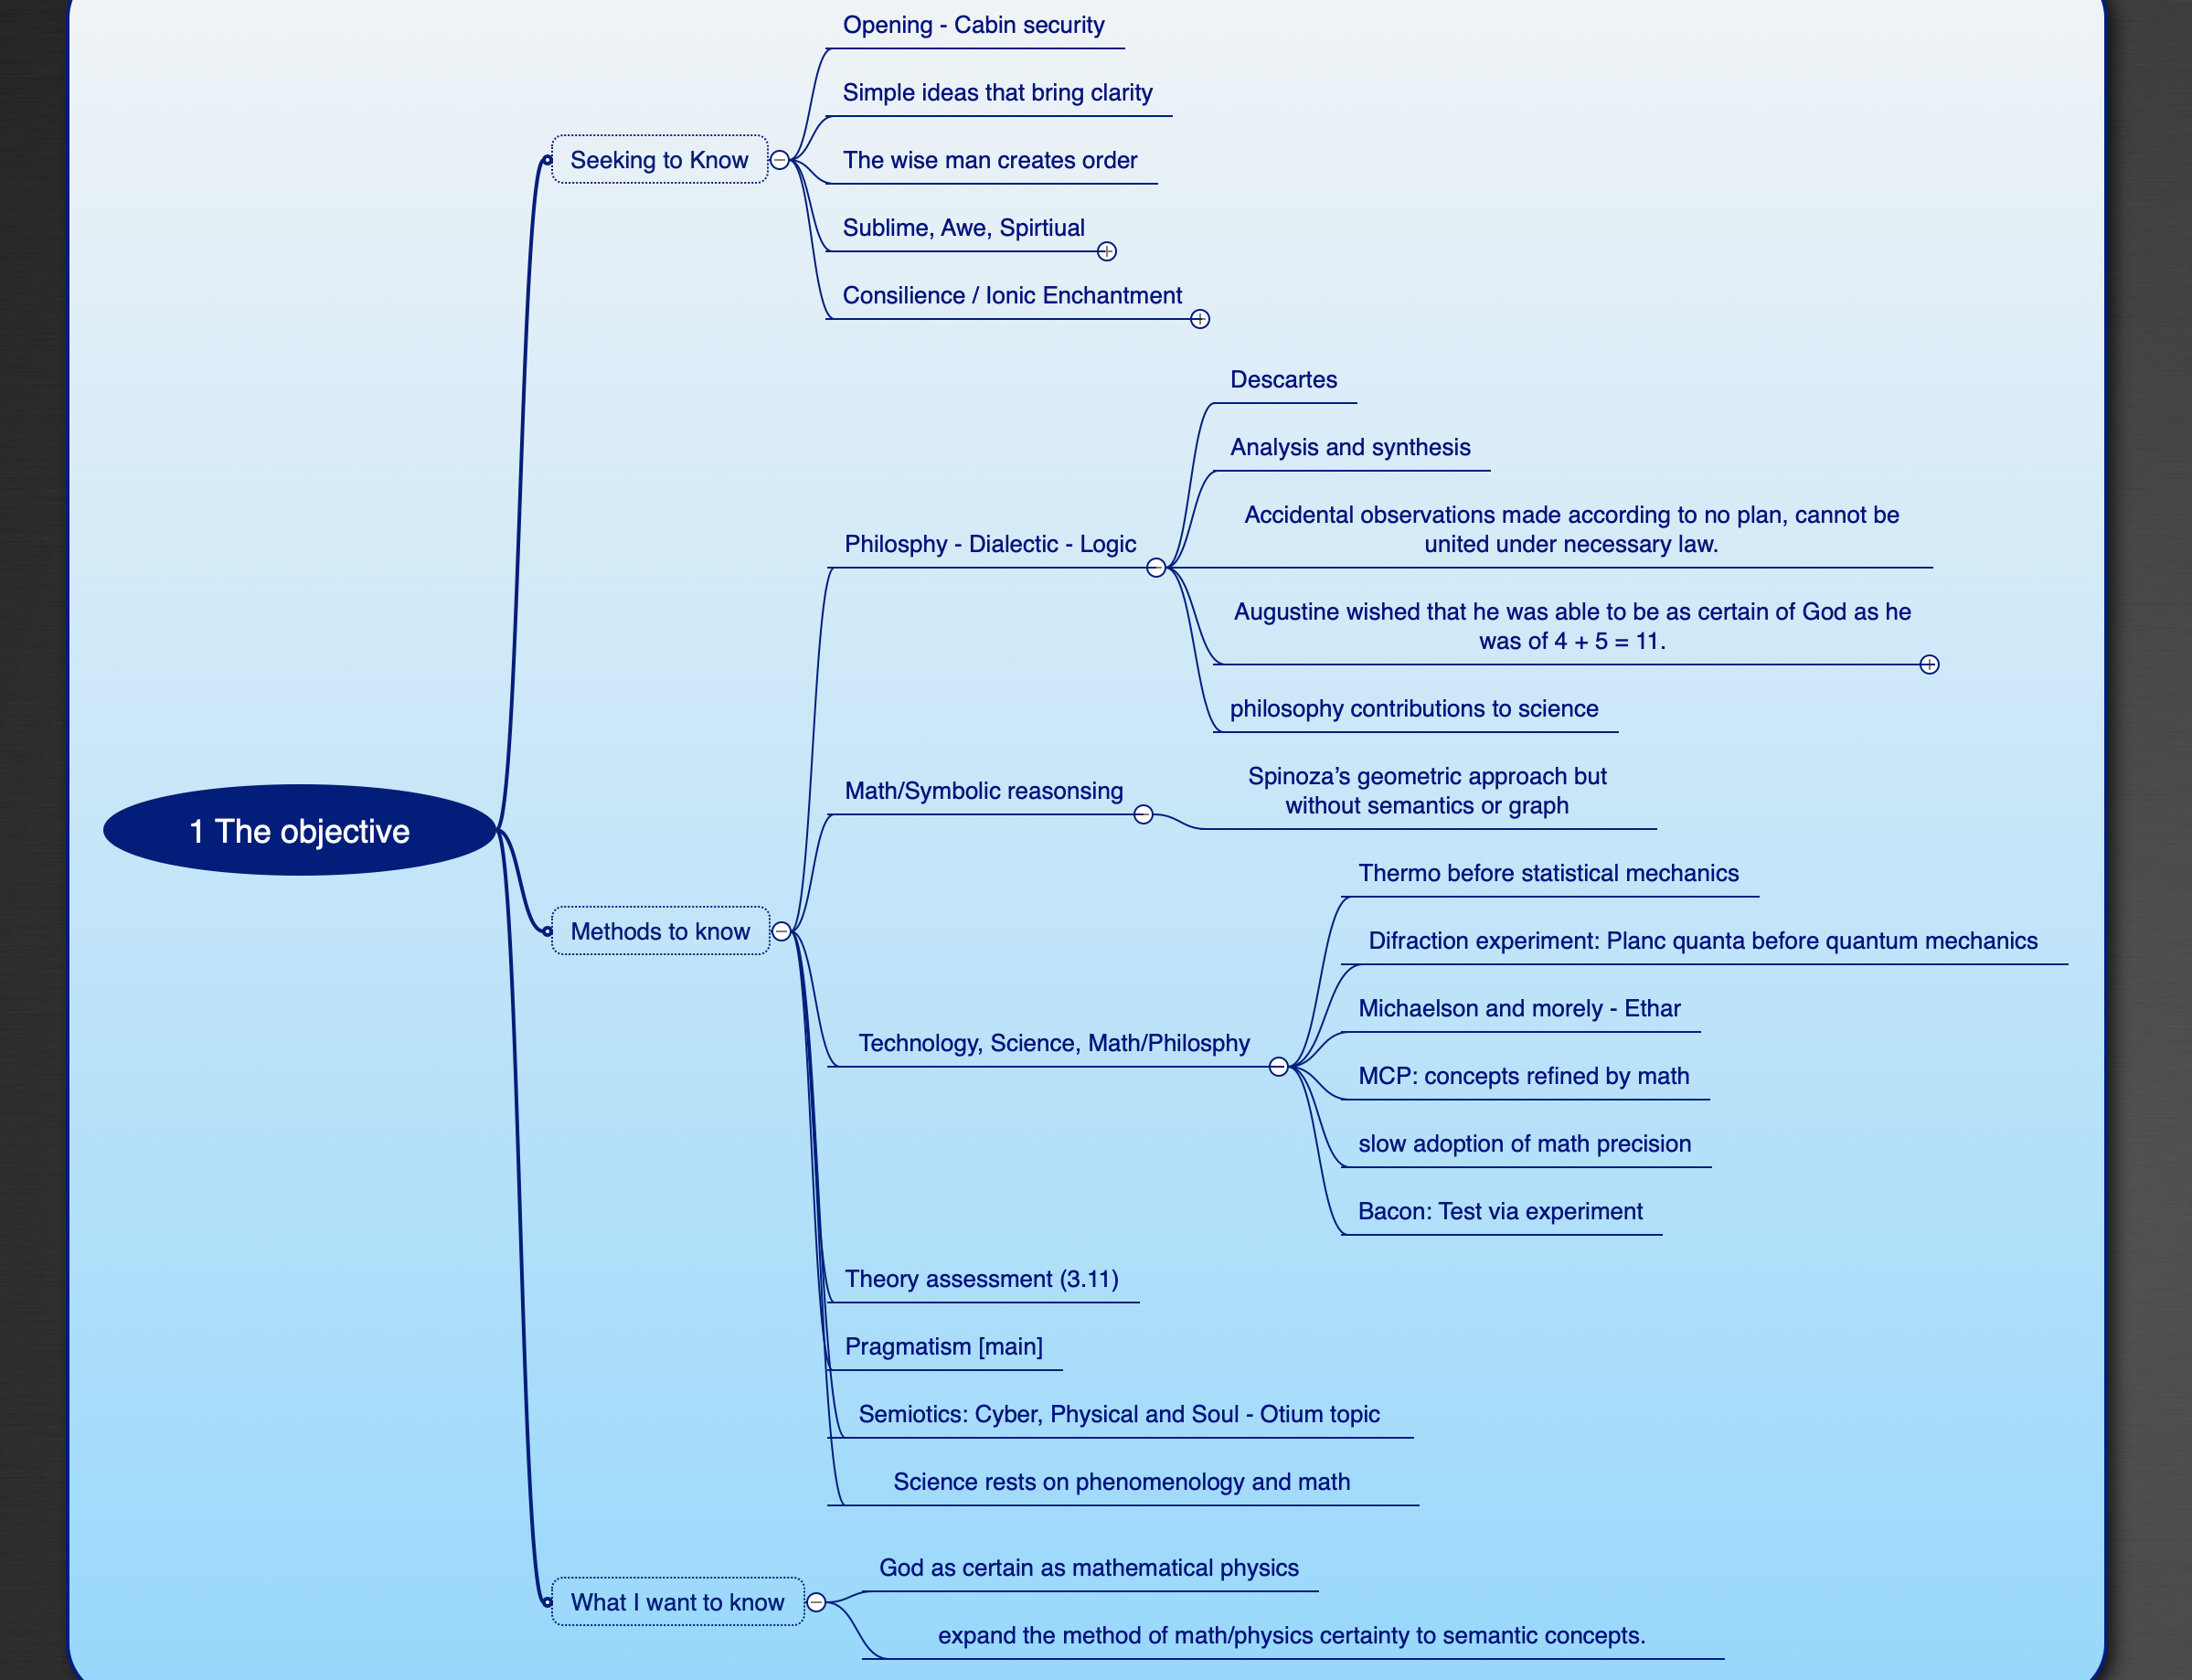 Opening - Cabin security
Simple ideas that bring clarity
Seeking to Know
The wise man creates order
Sublime, Awe, Spirtiual
Consilience / Ionic Enchantment
Descartes
Analysis and synthesis
Accidental observations made according to no plan, cannot be
united under necessary law.
Philosphy - Dialectic - Logic
Augustine wished that he was able to be as certain of God as he
was of 4 + 5 = 11.
philosophy contributions to science
Math/Symbolic reasonsing
Spinoza’s geometric approach but
without semantics or graph
1 The objective
Thermo before statistical mechanics
Methods to know
Difraction experiment: Planc quanta before quantum mechanics
Michaelson and morely - Ethar
Technology, Science, Math/Philosphy
MCP: concepts refined by math
slow adoption of math precision
Bacon: Test via experiment
Theory assessment (3.11)
Pragmatism [main]
Semiotics: Cyber, Physical and Soul - Otium topic
Science rests on phenomenology and math
God as certain as mathematical physics
What I want to know
expand the method of math/physics certainty to semantic concepts.